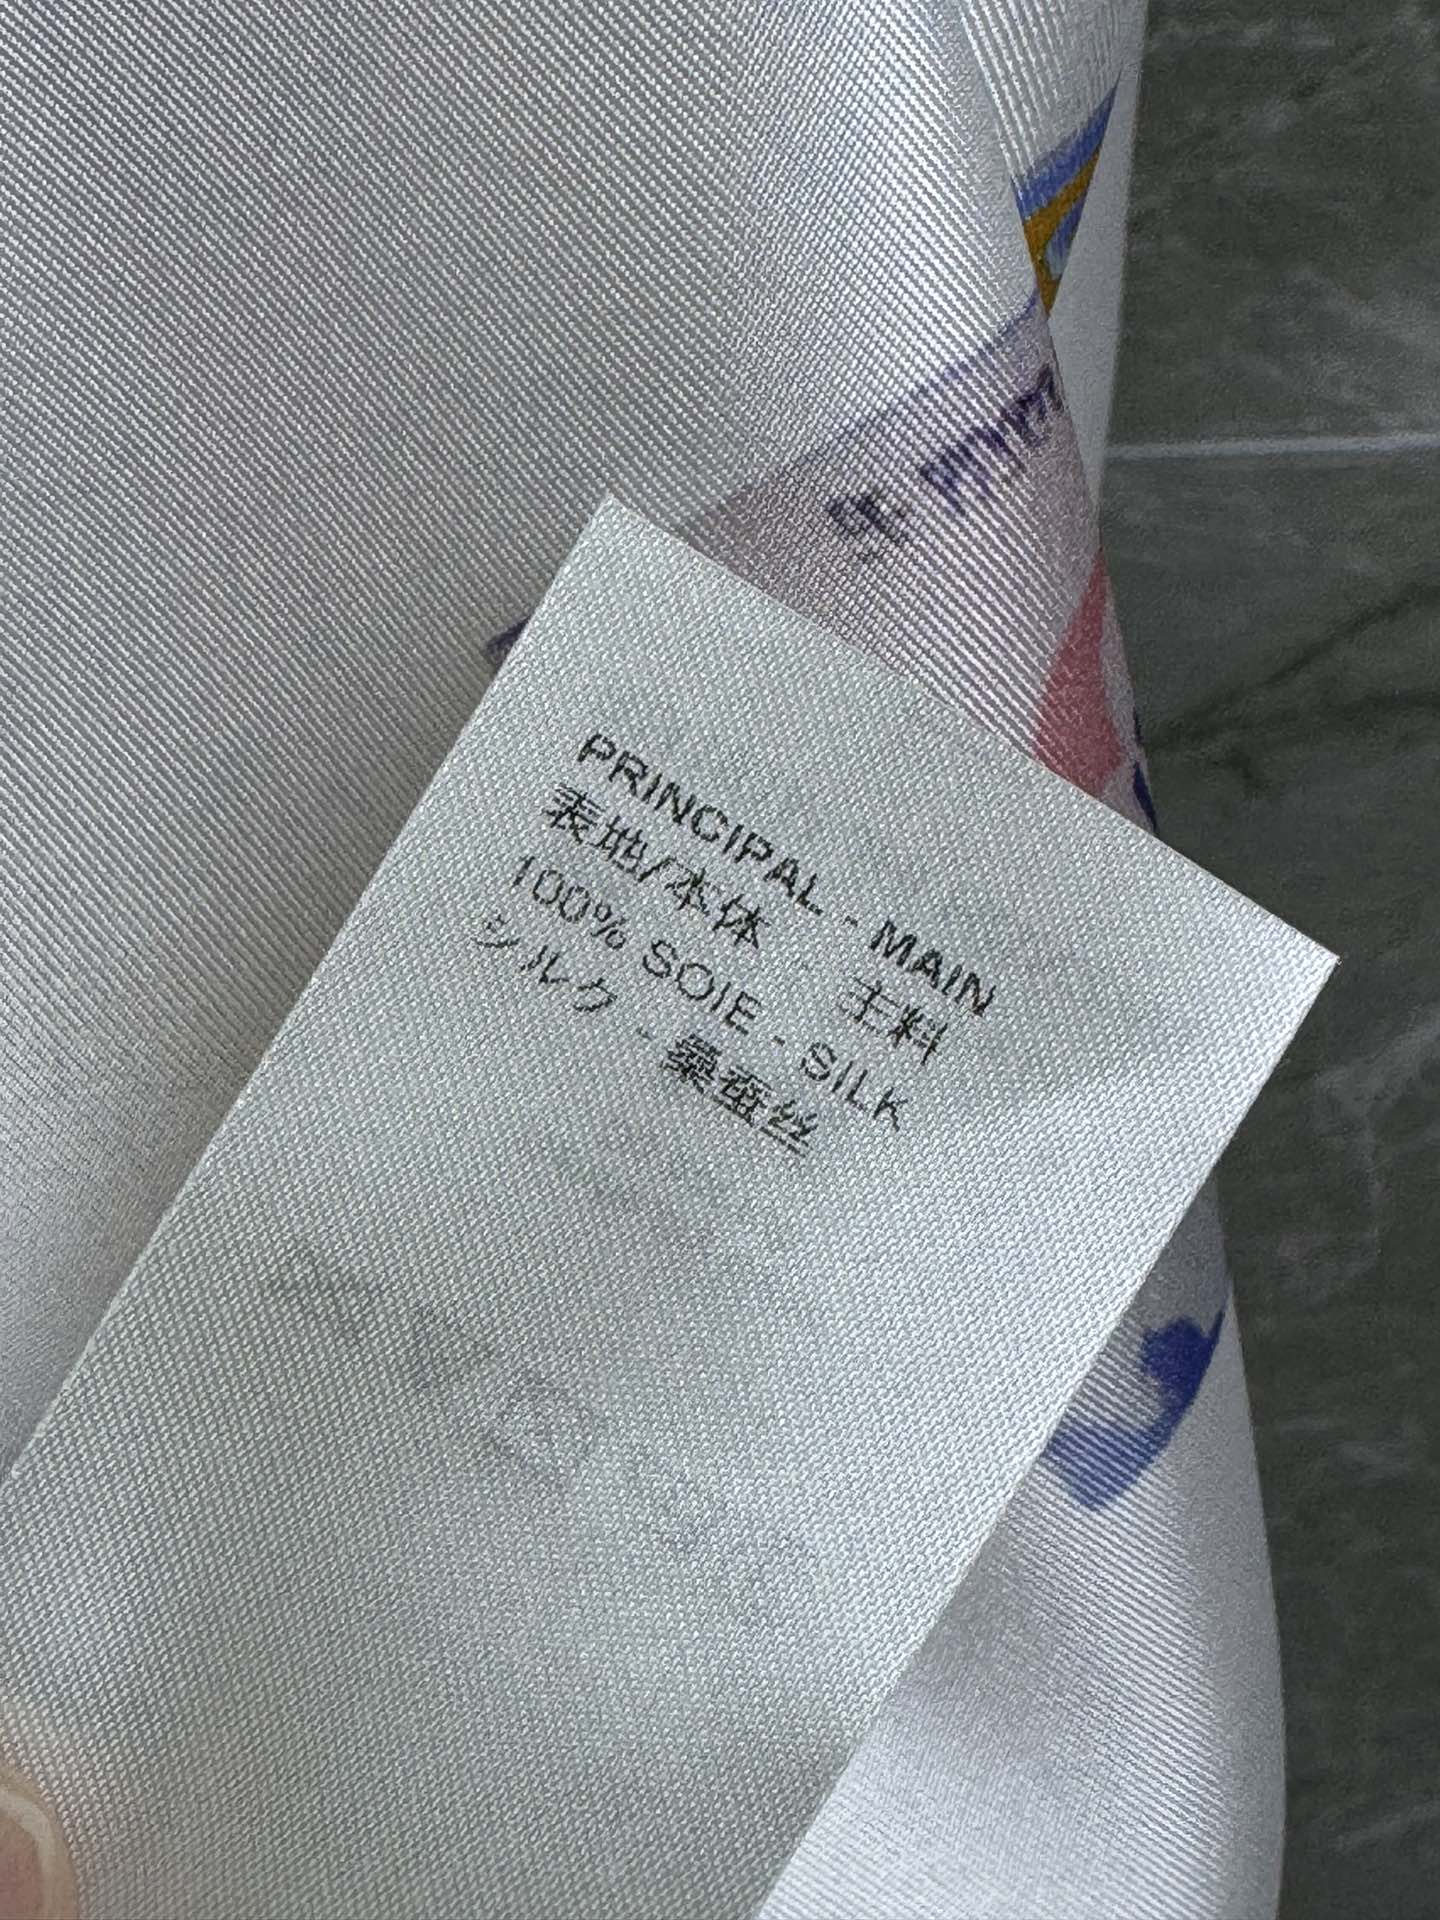 PRINCIPAL - MAIN
表地/本体 - 主料
100% SOIE - SILK
シルク - 桑蚕丝